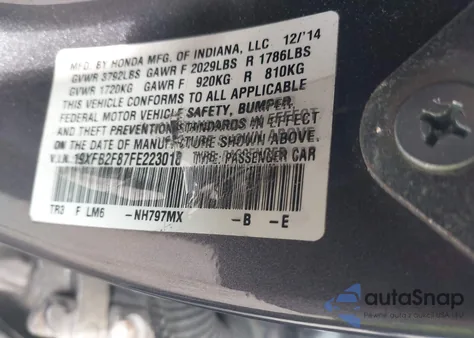 MFD. BY HONDA MFG. OF INDIANA, LLC 12/'14
GVWR 3792LBS GAWR F 2029LBS R 1786LBS
GVWR 1720KG GAWR F 920KG R 810KG
THIS VEHICLE CONFORMS TO ALL APPLICABLE
FEDERAL MOTOR VEHICLE SAFETY, BUMPER,
AND THEFT PREVENTION STANDARDS IN EFFECT
ON THE DATE OF MANUFACTURE SHOWN ABOVE.
V.I.N. 19XFB2F87FE223018 TYPE: PASSENGER CAR
TR3 F LM6 -NH797MX -B -E
autoSnap